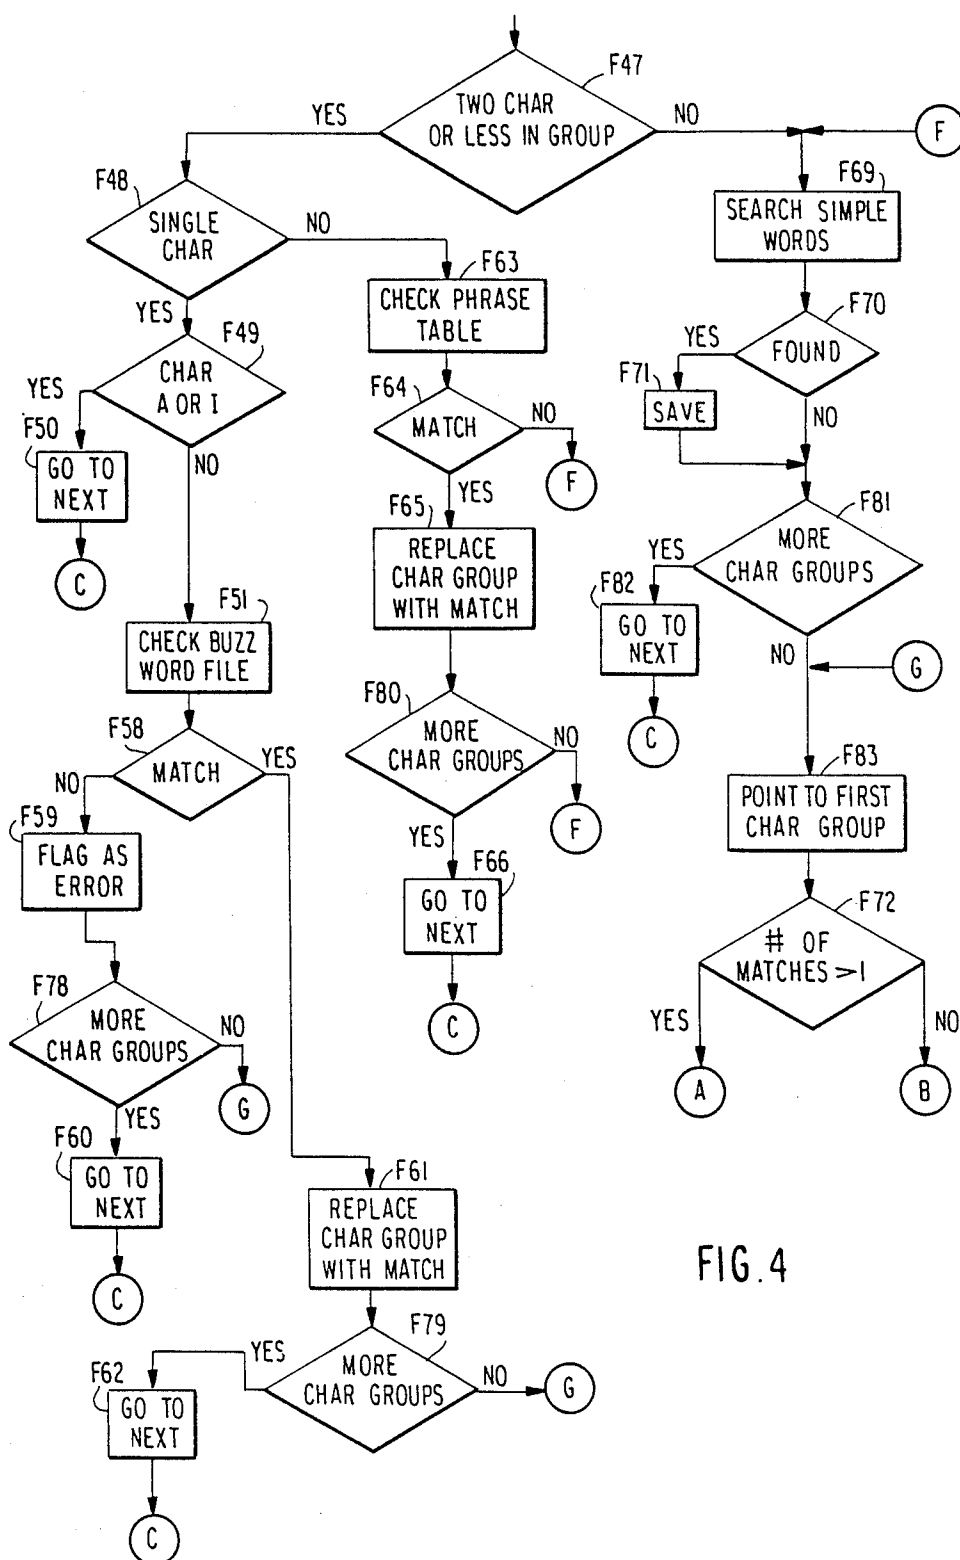 F47
TWO CHAR
OR LESS IN GROUP
YES
NO
F
F48
SINGLE
CHAR
NO
YES
F69
SEARCH SIMPLE
WORDS
F63
CHECK PHRASE
TABLE
F49
CHAR
A OR I
YES
NO
F70
FOUND
YES
NO
F71
SAVE
F64
MATCH
NO
F
YES
F50
GO TO
NEXT
C
F65
REPLACE
CHAR GROUP
WITH MATCH
F81
MORE
CHAR GROUPS
YES
NO
F82
GO TO
NEXT
C
G
F51
CHECK BUZZ
WORD FILE
F80
MORE
CHAR GROUPS
NO
F
YES
F58
MATCH
YES
NO
F83
POINT TO FIRST
CHAR GROUP
F59
FLAG AS
ERROR
F66
GO TO
NEXT
C
F72
# OF
MATCHES >1
YES
NO
A
B
F78
MORE
CHAR GROUPS
NO
G
YES
F60
GO TO
NEXT
C
F61
REPLACE
CHAR GROUP
WITH MATCH
FIG. 4
F79
MORE
CHAR GROUPS
YES
NO
G
F62
GO TO
NEXT
C